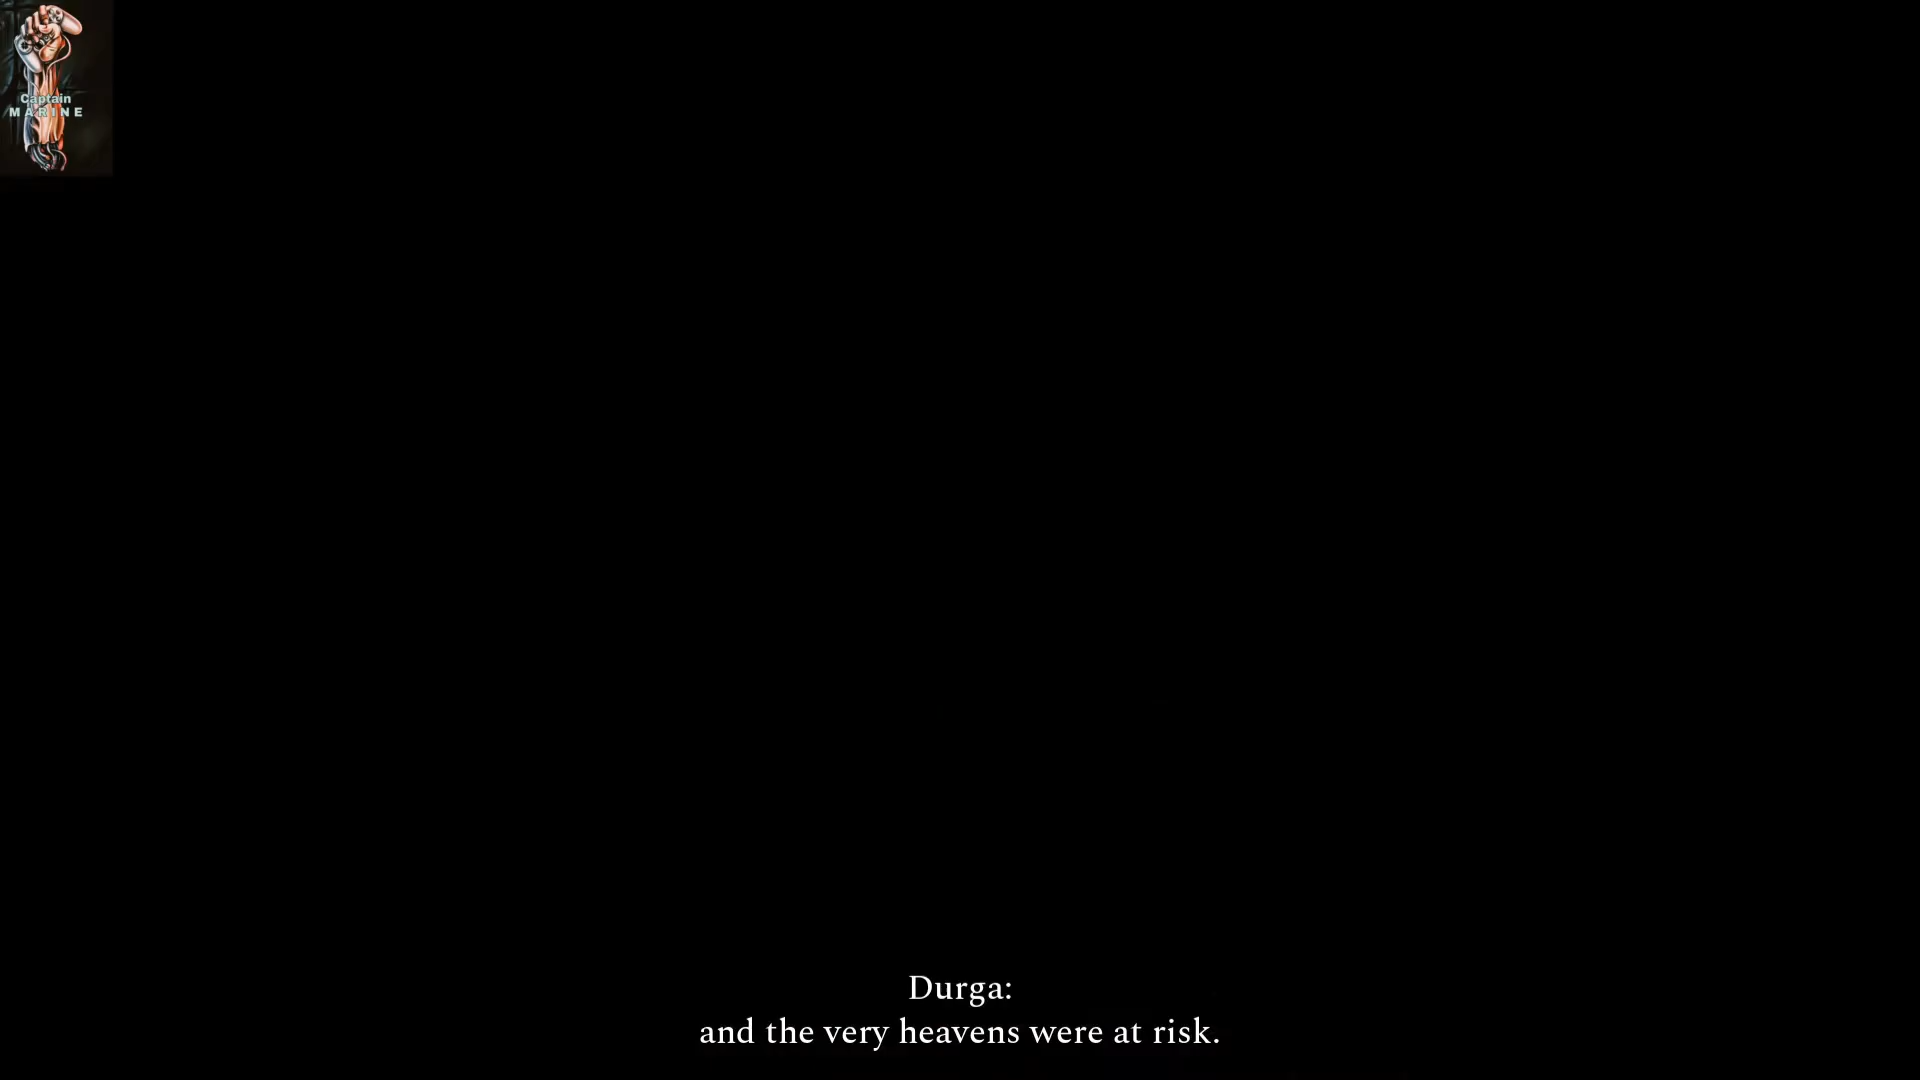 Captain
MARINE
Durga:
and the very heavens were at risk.